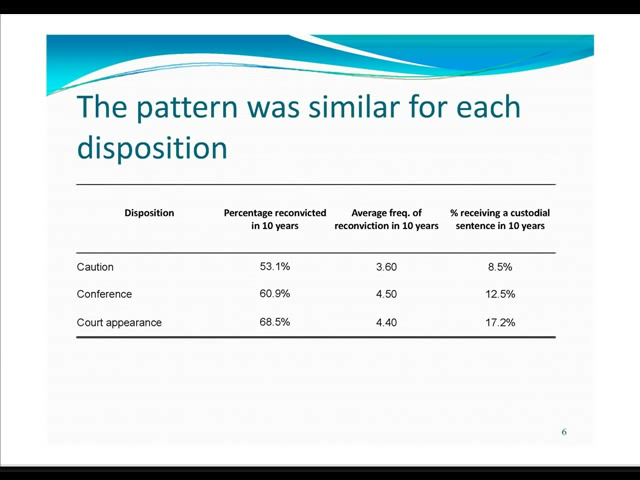 The pattern was similar for each
disposition
Disposition Percentage reconvicted in 10 years Average freq. of reconviction in 10 years % receiving a custodial sentence in 10 years
Caution 53.1% 3.60 8.5%
Conference 60.9% 4.50 12.5%
Court appearance 68.5% 4.40 17.2%
6